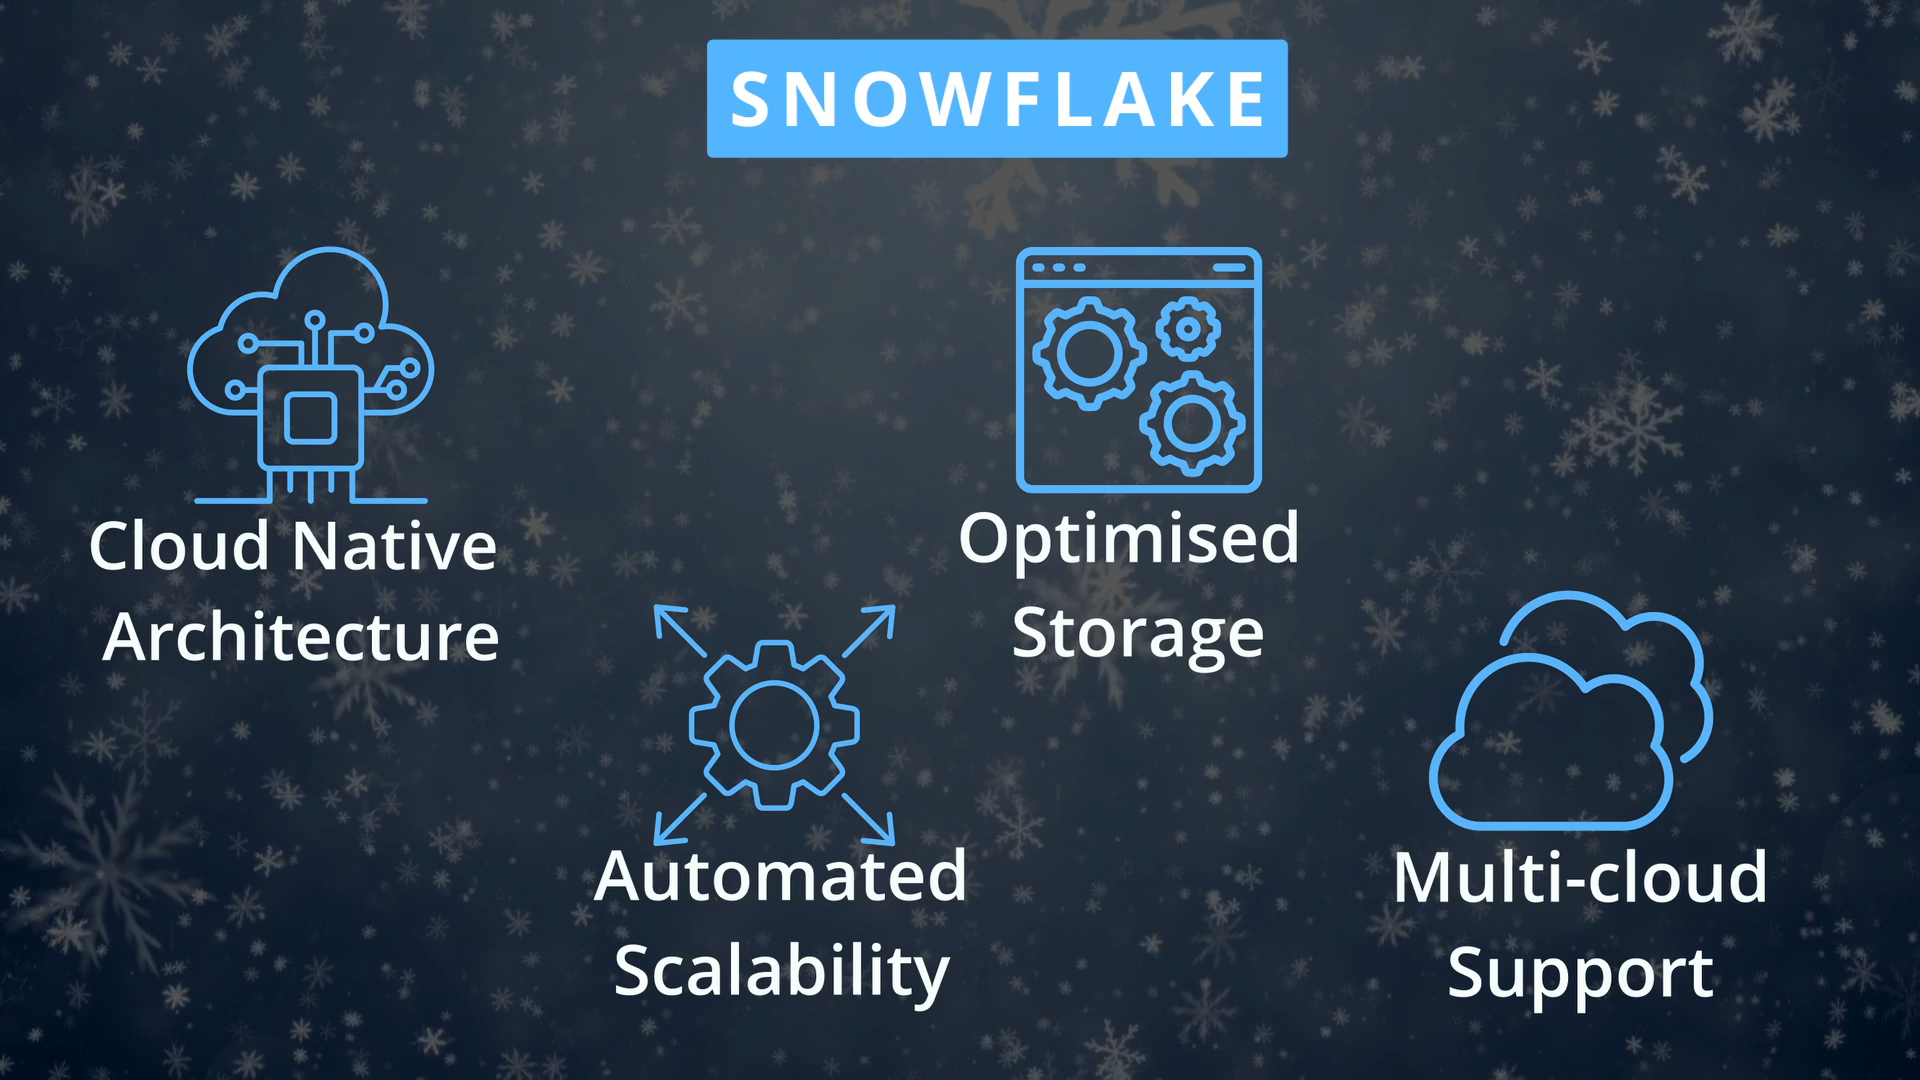 SNOWFLAKE
Cloud Native
Architecture
Automated
Scalability
Optimised
Storage
Multi-cloud
Support